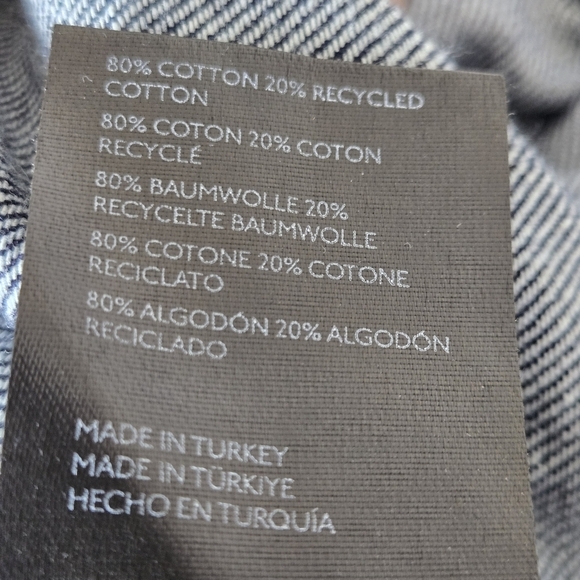 80% COTTON 20% RECYCLED
COTTON
80% COTON 20% COTON
RECYCLÉ
80% BAUMWOLLE 20%
RECYCELTE BAUMWOLLE
80% COTONE 20% COTONE
RECICLATO
80% ALGODÓN 20% ALGODÓN
RECICLADO
MADE IN TURKEY
MADE IN TÜRKIYE
HECHO EN TURQUÍA